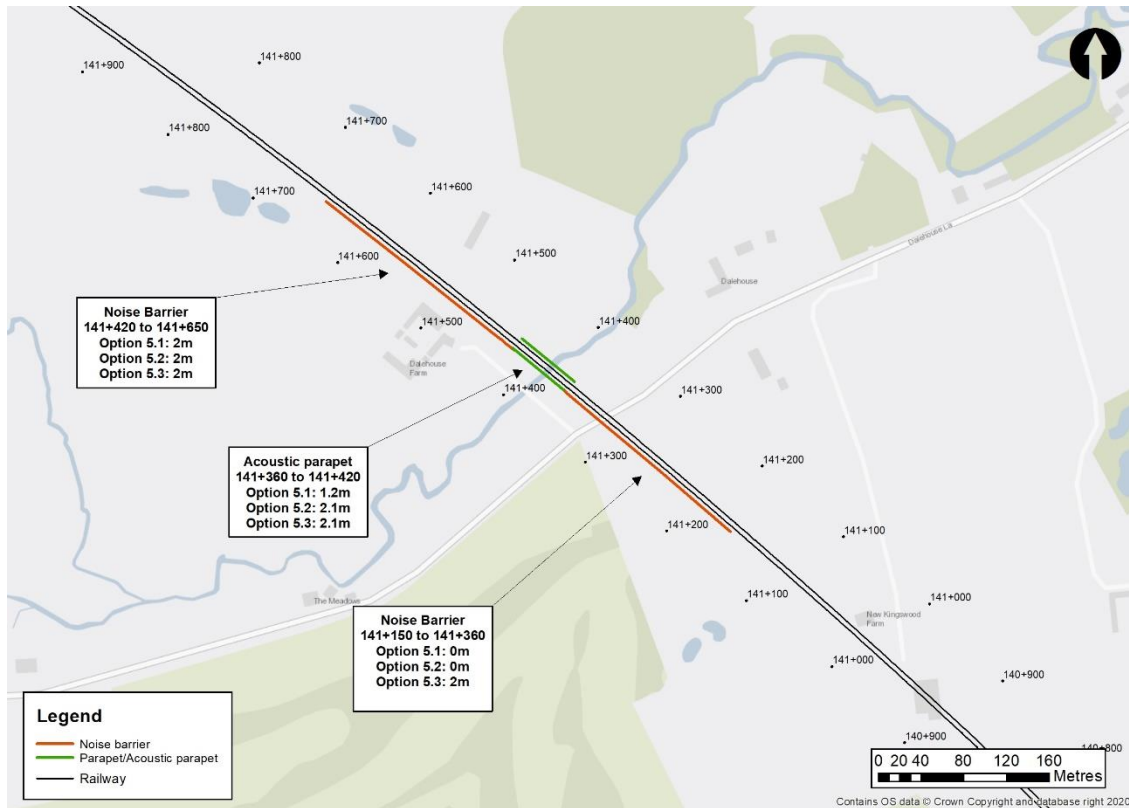 141+800
141+900
141+700
141+800
141+600
141+700
Dalehouse La
141+500
141+600
Dalehouse
Noise Barrier
141+420 to 141+650
Option 5.1: 2m
Option 5.2: 2m
Option 5.3: 2m
141+400
141+500
Dalehouse
Farm
141+300
141+400
Acoustic parapet
141+360 to 141+420
Option 5.1: 1.2m
Option 5.2: 2.1m
Option 5.3: 2.1m
141+200
141+300
141+100
141+200
141+000
141+100
The Meadows
New Kingswood
Farm
Noise Barrier
141+150 to 141+360
Option 5.1: 0m
Option 5.2: 0m
Option 5.3: 2m
141+000
140+900
140+900
140+800
Legend
Noise barrier
Parapet/Acoustic parapet
Railway
0 20 40 80 120 160
Metres
Contains OS data © Crown Copyright and database right 2020